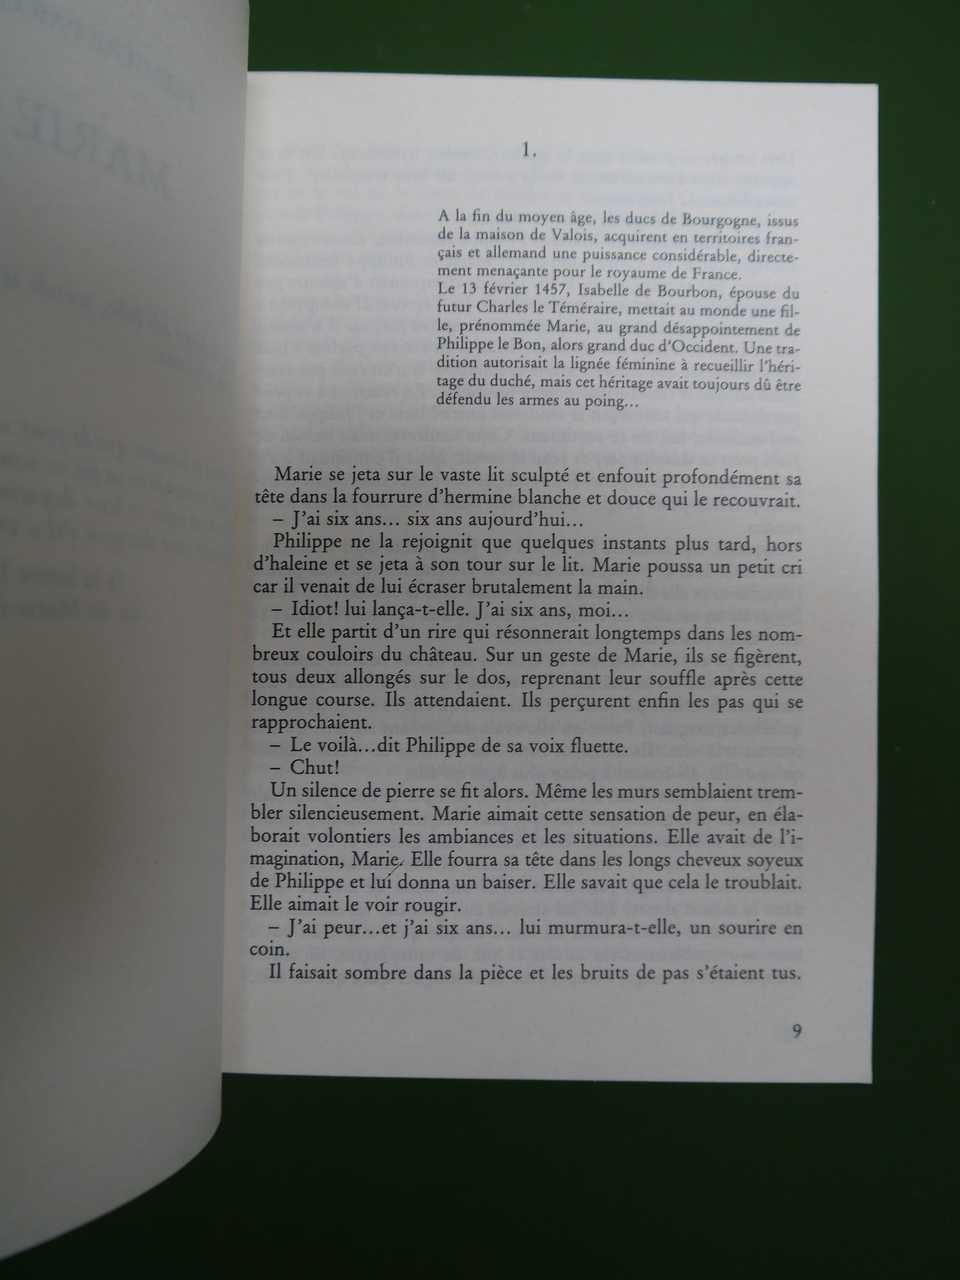 MARIE
1.
A la fin du moyen âge, les ducs de Bourgogne, issus
de la maison de Valois, acquirent en territoires fran-
çais et allemand une puissance considérable, directe-
ment menaçante pour le royaume de France.
Le 13 février 1457, Isabelle de Bourbon, épouse du
futur Charles le Téméraire, mettait au monde une fil-
le, prénommée Marie, au grand désappointement de
Philippe le Bon, alors grand duc d'Occident. Une tra-
dition autorisait la lignée féminine à recueillir l'héri-
tage du duché, mais cet héritage avait toujours dû être
défendu les armes au poing...
Marie se jeta sur le vaste lit sculpté et enfouit profondément sa
tête dans la fourrure d'hermine blanche et douce qui le recouvrait.
– J'ai six ans... six ans aujourd'hui...
Philippe ne la rejoignit que quelques instants plus tard, hors
d'haleine et se jeta à son tour sur le lit. Marie poussa un petit cri
car il venait de lui écraser brutalement la main.
– Idiot! lui lança-t-elle. J'ai six ans, moi...
Et elle partit d'un rire qui résonnerait longtemps dans les nom-
breux couloirs du château. Sur un geste de Marie, ils se figèrent,
tous deux allongés sur le dos, reprenant leur souffle après cette
longue course. Ils attendaient. Ils perçurent enfin les pas qui se
rapprochaient.
– Le voilà...dit Philippe de sa voix fluette.
– Chut!
Un silence de pierre se fit alors. Même les murs semblaient trem-
bler silencieusement. Marie aimait cette sensation de peur, en éla-
borait volontiers les ambiances et les situations. Elle avait de l'i-
magination, Marie. Elle fourra sa tête dans les longs cheveux soyeux
de Philippe et lui donna un baiser. Elle savait que cela le troublait.
Elle aimait le voir rougir.
– J'ai peur...et j'ai six ans... lui murmura-t-elle, un sourire en
coin.
Il faisait sombre dans la pièce et les bruits de pas s'étaient tus.
9